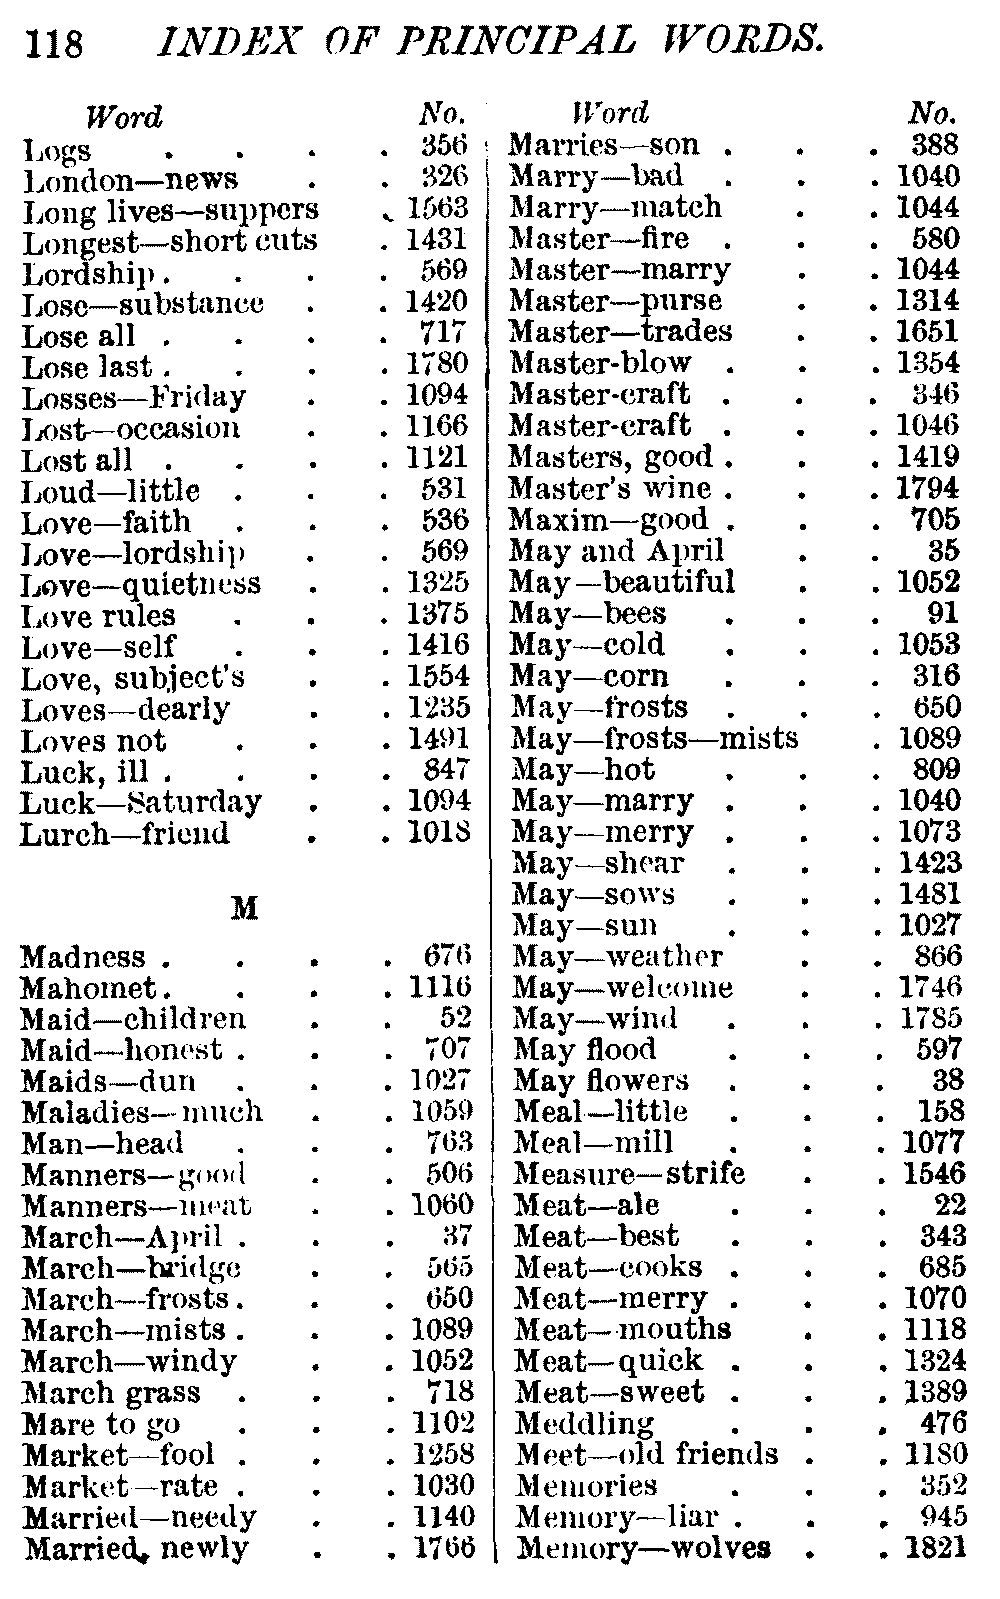 118 INDEX OF PRINCIPAL WORDS.
Word No.
Logs . . . . 356
London—news . . 326
Long lives—suppers . 1563
Longest—short cuts . 1431
Lordship . . . . 569
Lose—substance . . 1420
Lose all . . . . 717
Lose last . . . . 1780
Losses—Friday . . 1094
Lost—occasion . . 1166
Lost all . . . . 1121
Loud—little . . . 531
Love—faith . . . 536
Love—lordship . . 569
Love—quietness . . 1325
Love rules . . . 1375
Love—self . . . 1416
Love, subject's . . 1554
Loves—dearly . . 1235
Loves not . . . 1491
Luck, ill . . . . 847
Luck—Saturday . . 1094
Lurch—friend . . 1018
M
Madness . . . . 676
Mahomet . . . . 1116
Maid—children . . 52
Maid—honest . . . 707
Maids—dun . . . 1027
Maladies—much . . 1059
Man—head . . . 763
Manners—good . . 506
Manners—meat . . 1060
March—April . . . 37
March—bridge . . 565
March—frosts . . . 650
March—mists . . . 1089
March—windy . . 1052
March grass . . . 718
Mare to go . . . 1102
Market—fool . . . 1258
Market—rate . . . 1030
Married—needy . . 1140
Married, newly . . 1766
Word No.
Marries—son . . . 388
Marry—bad . . . 1040
Marry—match . . 1044
Master—fire . . . 580
Master—marry . . 1044
Master—purse . . 1314
Master—trades . . 1651
Master-blow . . . 1354
Master-craft . . . 346
Master-craft . . . 1046
Masters, good . . . 1419
Master's wine . . . 1794
Maxim—good . . . 705
May and April . . 35
May—beautiful . . 1052
May—bees . . . 91
May—cold . . . 1053
May—corn . . . 316
May—frosts . . . 650
May—frosts—mists . 1089
May—hot . . . 809
May—marry . . . 1040
May—merry . . . 1073
May—shear . . . 1423
May—sows . . . 1481
May—sun . . . 1027
May—weather . . 866
May—welcome . . 1746
May—wind . . . 1785
May flood . . . 597
May flowers . . . 38
Meal—little . . . 158
Meal—mill . . . 1077
Measure—strife . . 1546
Meat—ale . . . 22
Meat—best . . . 343
Meat—cooks . . . 685
Meat—merry . . . 1070
Meat—mouths . . 1118
Meat—quick . . . 1324
Meat—sweet . . . 1389
Meddling . . . 476
Meet—old friends . . 1180
Memories . . . 352
Memory—liar . . . 945
Memory—wolves . . 1821